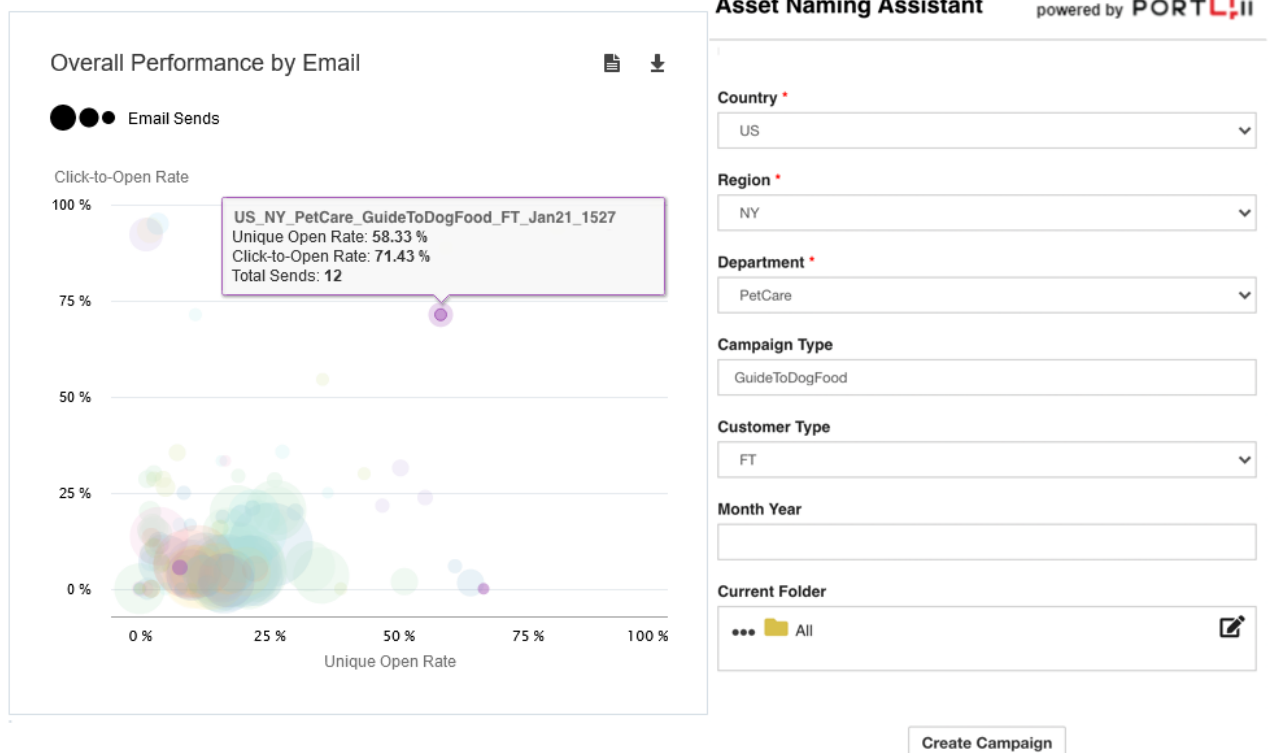 Overall Performance by Email
Email Sends
Click-to-Open Rate
100 %
75 %
50 %
25 %
0 %
US_NY_PetCare_GuideToDogFood_FT_Jan21_1527
Unique Open Rate: 58.33 %
Click-to-Open Rate: 71.43 %
Total Sends: 12
0 %
25 %
50 %
75 %
100 %
Unique Open Rate
Asset Naming Assistant
powered by PORTLII
Country *
US
Region *
NY
Department *
PetCare
Campaign Type
GuideToDogFood
Customer Type
FT
Month Year
Current Folder
All
Create Campaign